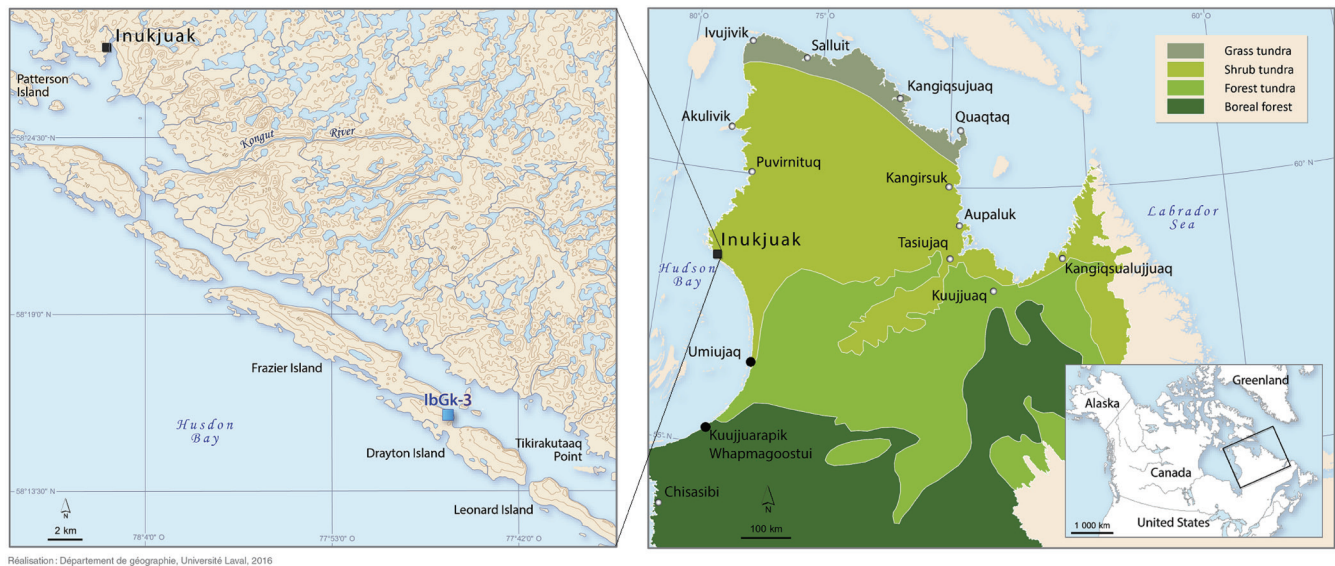 Inukjuak
Patterson
Island
58°24'30"N
Kongut River
58°19'0"N
Frazier Island
IbGk-3
Husdon
Bay
Tikirakutaaq
Point
Drayton Island
58°13'30"N
Leonard Island
N
2 km
78°4'0"O
77°53'0"O
77°42'0"O
80°
75°
60° N
Ivujivik
Salluit
Kangiqsujuaq
Quaqtaq
Akulivik
Puvirnituq
Kangirsuk
60° N
Aupaluk
Labrador
Sea
Inukjuak
Tasiujaq
Kangiqsualujjuaq
Hudson
Bay
Kuujjuaq
Umiujaq
Kuujjuarapik
Whapmagoostui
Chisasibi
N
100 km
Grass tundra
Shrub tundra
Forest tundra
Boreal forest
Greenland
Alaska
Canada
United States
1 000 km
Réalisation : Département de géographie, Université Laval, 2016